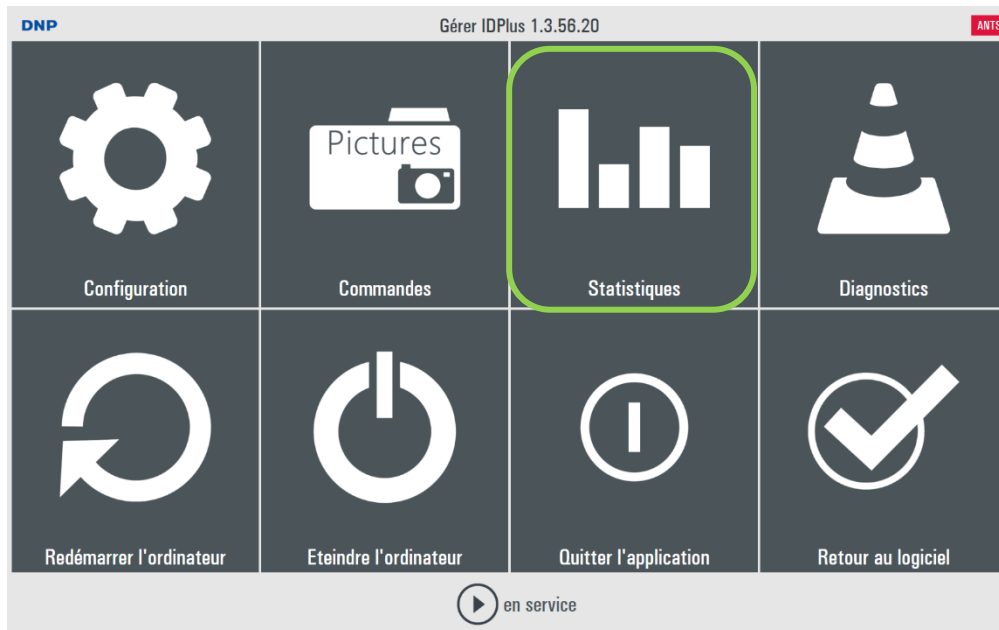 DNP
Gérer IDPlus 1.3.56.20
ANTS
Pictures
Configuration
Commandes
Statistiques
Diagnostics
Redémarrer l'ordinateur
Eteindre l'ordinateur
Quitter l'application
Retour au logiciel
en service